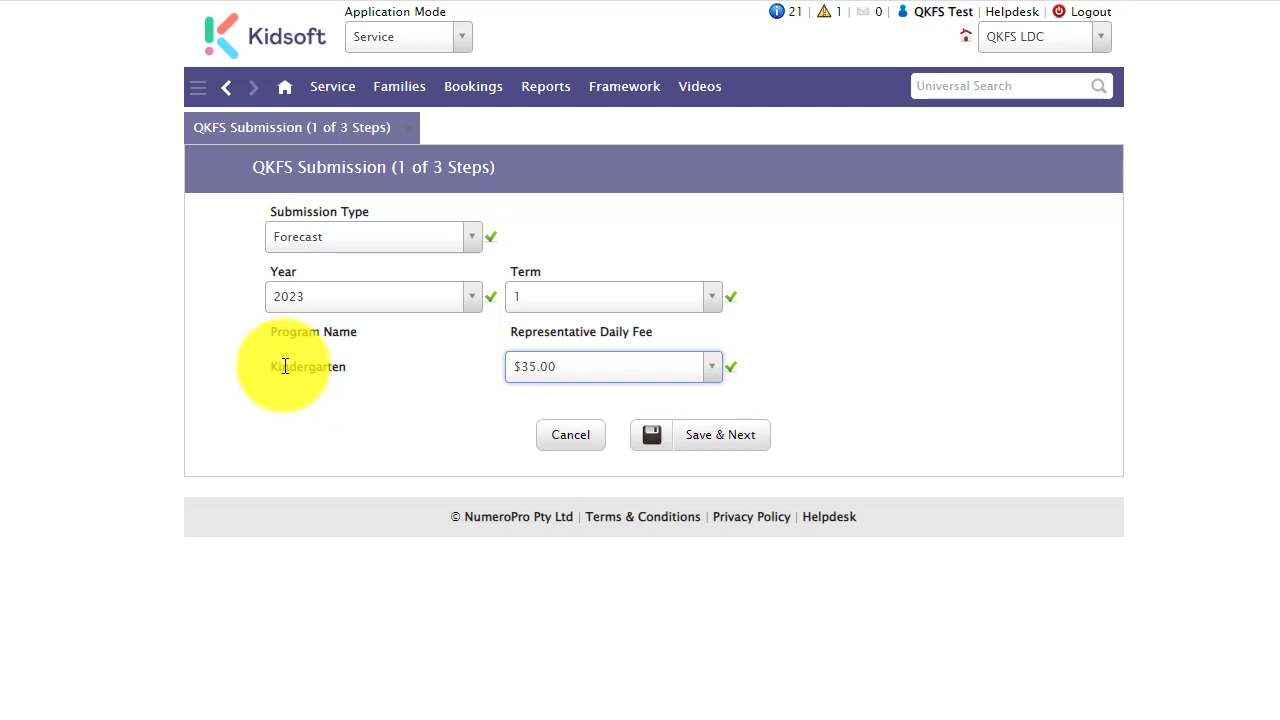 Kidsoft
Application Mode
Service
21 | 1 | 0 | QKFS Test | Helpdesk | Logout
QKFS LDC
Service Families Bookings Reports Framework Videos
Universal Search
QKFS Submission (1 of 3 Steps)
QKFS Submission (1 of 3 Steps)
Submission Type
Forecast
Year Term
2023 1
Program Name Representative Daily Fee
Kindergarten $35.00
Cancel Save & Next
© NumeroPro Pty Ltd | Terms & Conditions | Privacy Policy | Helpdesk